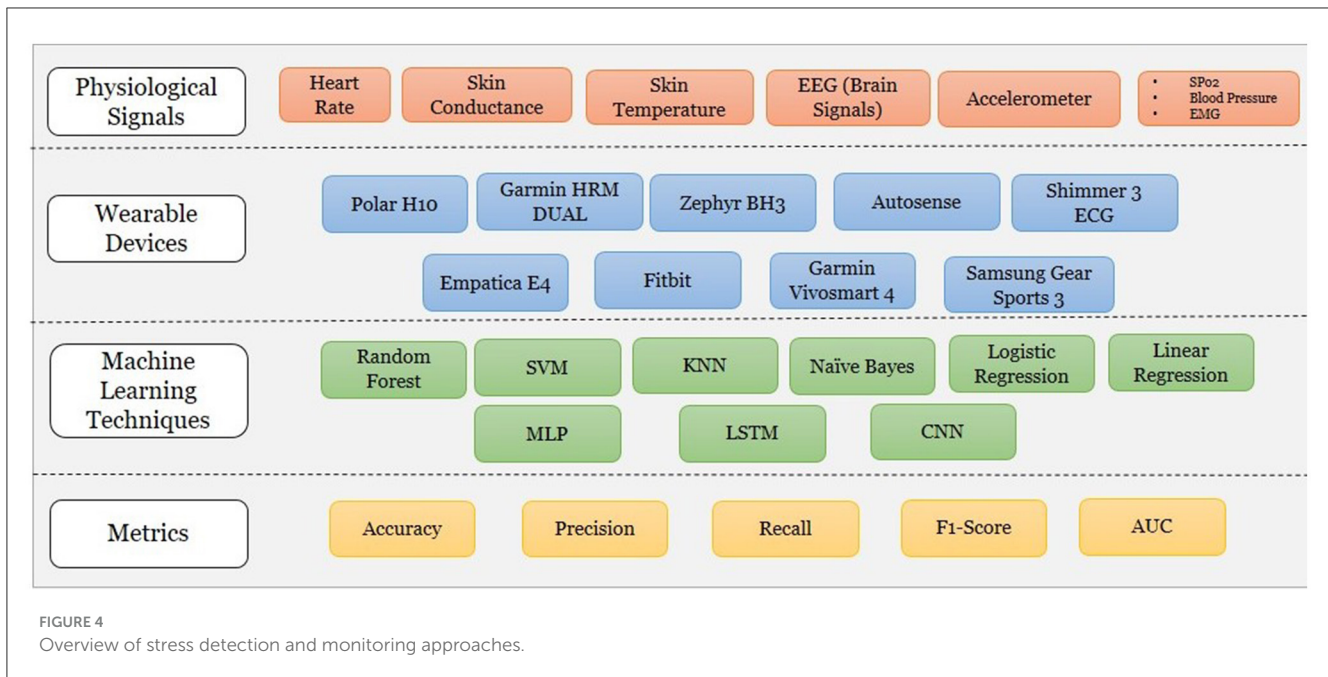 Physiological
Signals
Heart
Rate
Skin
Conductance
Skin
Temperature
EEG (Brain
Signals)
Accelerometer
• SPo2
• Blood Pressure
• EMG
Wearable
Devices
Polar H10
Garmin HRM
DUAL
Zephyr BH3
Autosense
Shimmer 3
ECG
Empatica E4
Fitbit
Garmin
Vivosmart 4
Samsung Gear
Sports 3
Machine
Learning
Techniques
Random
Forest
SVM
KNN
Naïve Bayes
Logistic
Regression
Linear
Regression
MLP
LSTM
CNN
Metrics
Accuracy
Precision
Recall
F1-Score
AUC
FIGURE 4
Overview of stress detection and monitoring approaches.